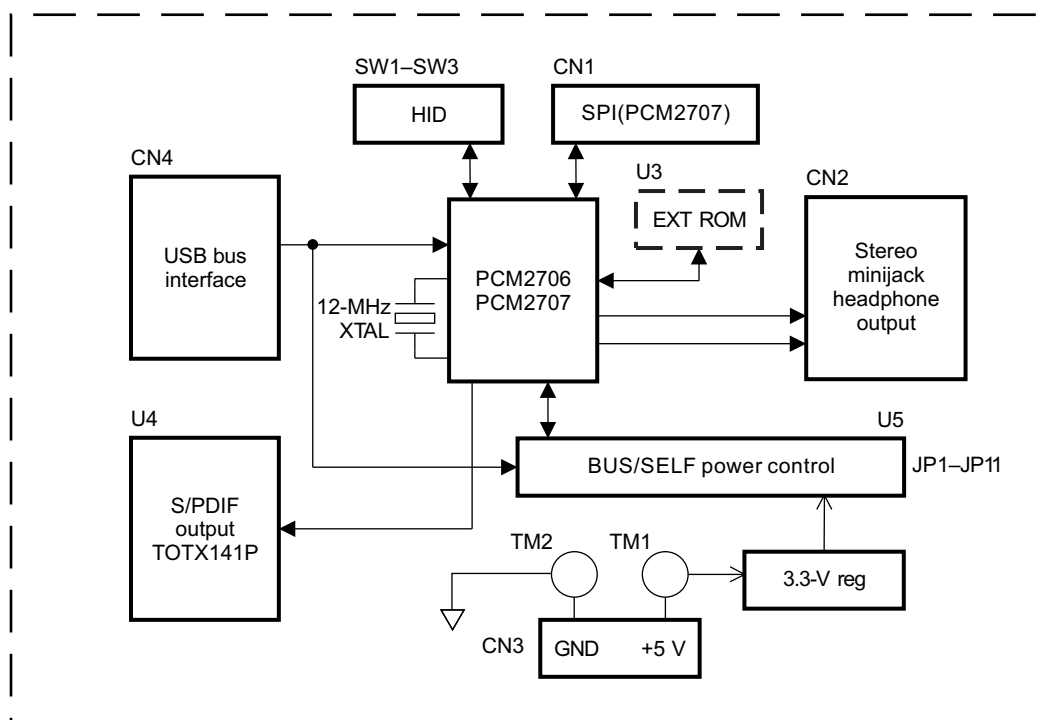 SW1–SW3
CN1
HID
SPI(PCM2707)
CN4
U3
CN2
EXT ROM
USB bus
interface
Stereo
minijack
headphone
output
PCM2706
PCM2707
12-MHz
XTAL
U4
U5
BUS/SELF power control
JP1–JP11
S/PDIF
output
TOTX141P
TM2
TM1
3.3-V reg
CN3
GND
+5 V